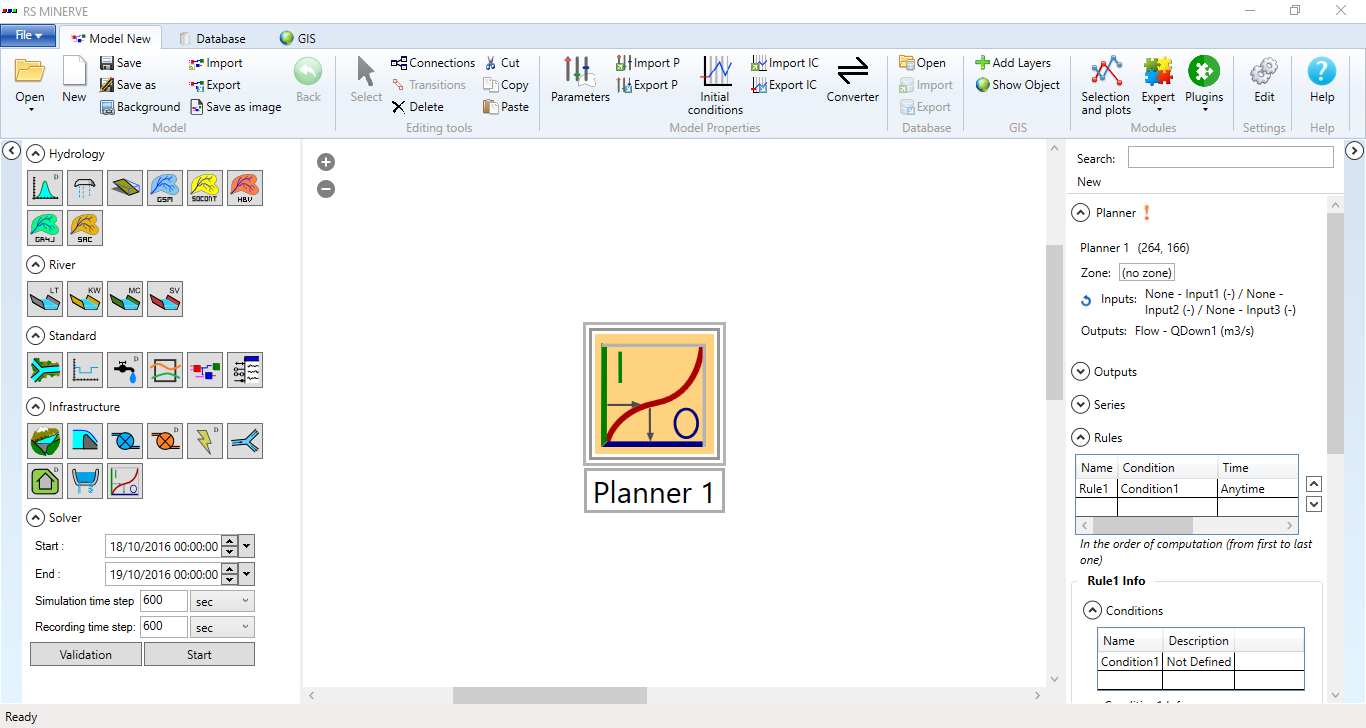 RS MINERVE
File
Model New
Database
GIS
Open
New
Save
Save as
Background
Import
Export
Save as image
Back
Model
Select
Connections
Transitions
Delete
Cut
Copy
Paste
Editing tools
Parameters
Import P
Export P
Initial
conditions
Import IC
Export IC
Converter
Model Properties
Open
Import
Export
Database
Add Layers
Show Object
GIS
Selection
and plots
Expert
Plugins
Modules
Edit
Settings
Help
Help
Hydrology
D
GSM
SOCONT
HBV
GR4J
SAC
River
LT
KW
MC
SV
Standard
D
Infrastructure
D
D
D
I
O
Solver
Start :
18/10/2016 00:00:00
End :
19/10/2016 00:00:00
Simulation time step
600
sec
Recording time step:
600
sec
Validation
Start
I
O
Planner 1
Search:
New
Planner !
Planner 1 (264, 166)
Zone: (no zone)
Inputs: None - Input1 (-) / None -
Input2 (-) / None - Input3 (-)
Outputs: Flow - QDown1 (m3/s)
Outputs
Series
Rules
Name Condition Time
Rule1 Condition1 Anytime
In the order of computation (from first to last
one)
Rule1 Info
Conditions
Name Description
Condition1 Not Defined
Ready